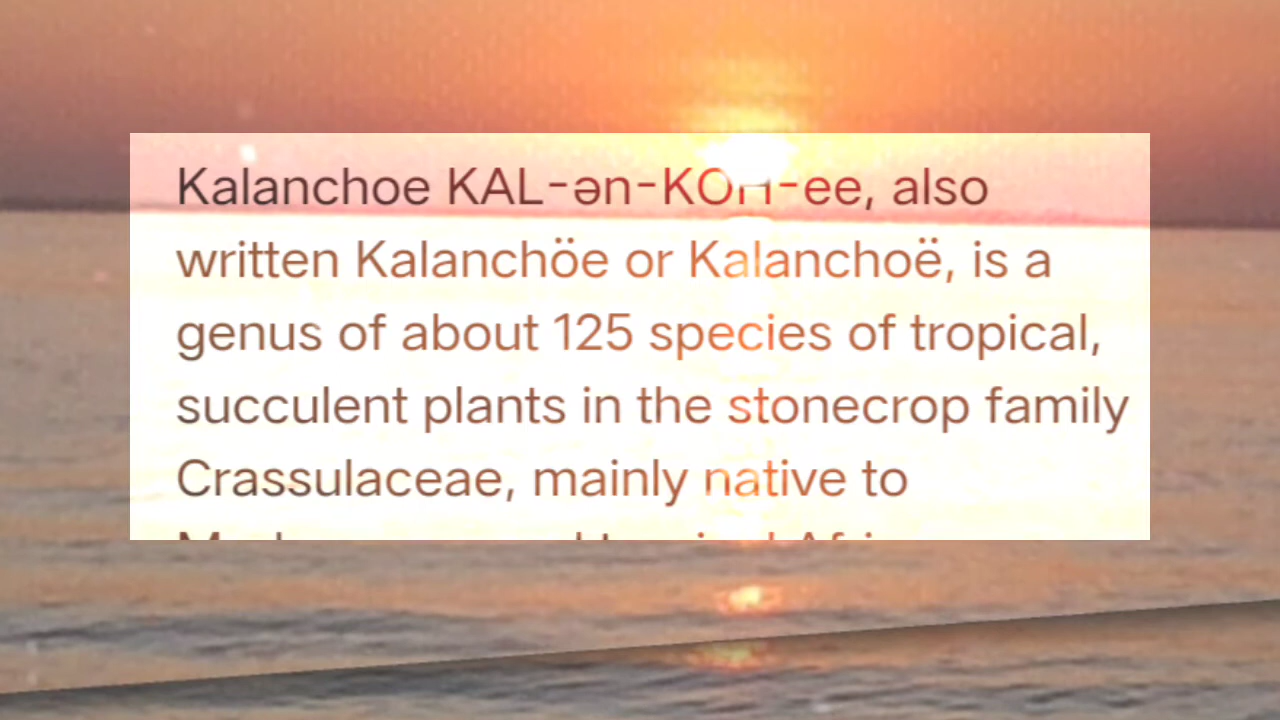 Kalanchoe KAL-ən-KOH-ee, also
written Kalanchöe or Kalanchoë, is a
genus of about 125 species of tropical,
succulent plants in the stonecrop family
Crassulaceae, mainly native to